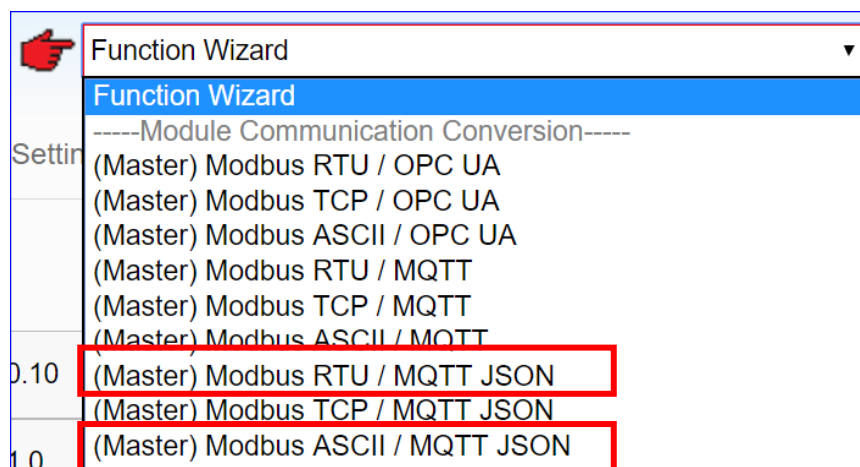 Function Wizard
Function Wizard
-----Module Communication Conversion-----
Settin
(Master) Modbus RTU / OPC UA
(Master) Modbus TCP / OPC UA
(Master) Modbus ASCII / OPC UA
(Master) Modbus RTU / MQTT
(Master) Modbus TCP / MQTT
(Master) Modbus ASCII / MQTT
0.10
(Master) Modbus RTU / MQTT JSON
(Master) Modbus TCP / MQTT JSON
(Master) Modbus ASCII / MQTT JSON
1.0